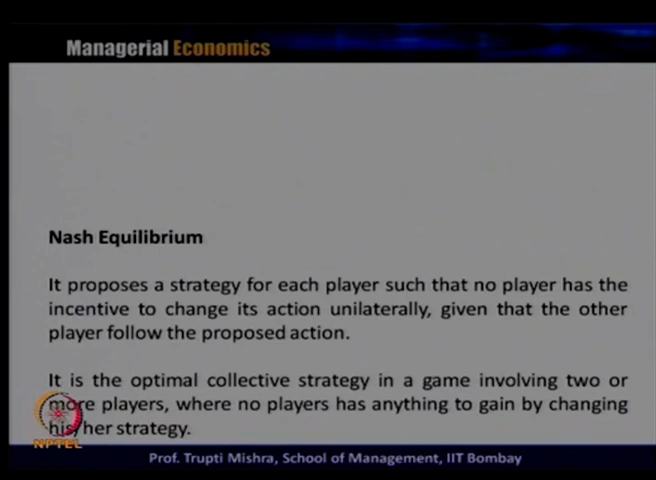 Managerial Economics
Nash Equilibrium
It proposes a strategy for each player such that no player has the
incentive to change its action unilaterally, given that the other
player follow the proposed action.
It is the optimal collective strategy in a game involving two or
more players, where no players has anything to gain by changing
his/her strategy.
NPTEL
Prof. Trupti Mishra, School of Management, IIT Bombay